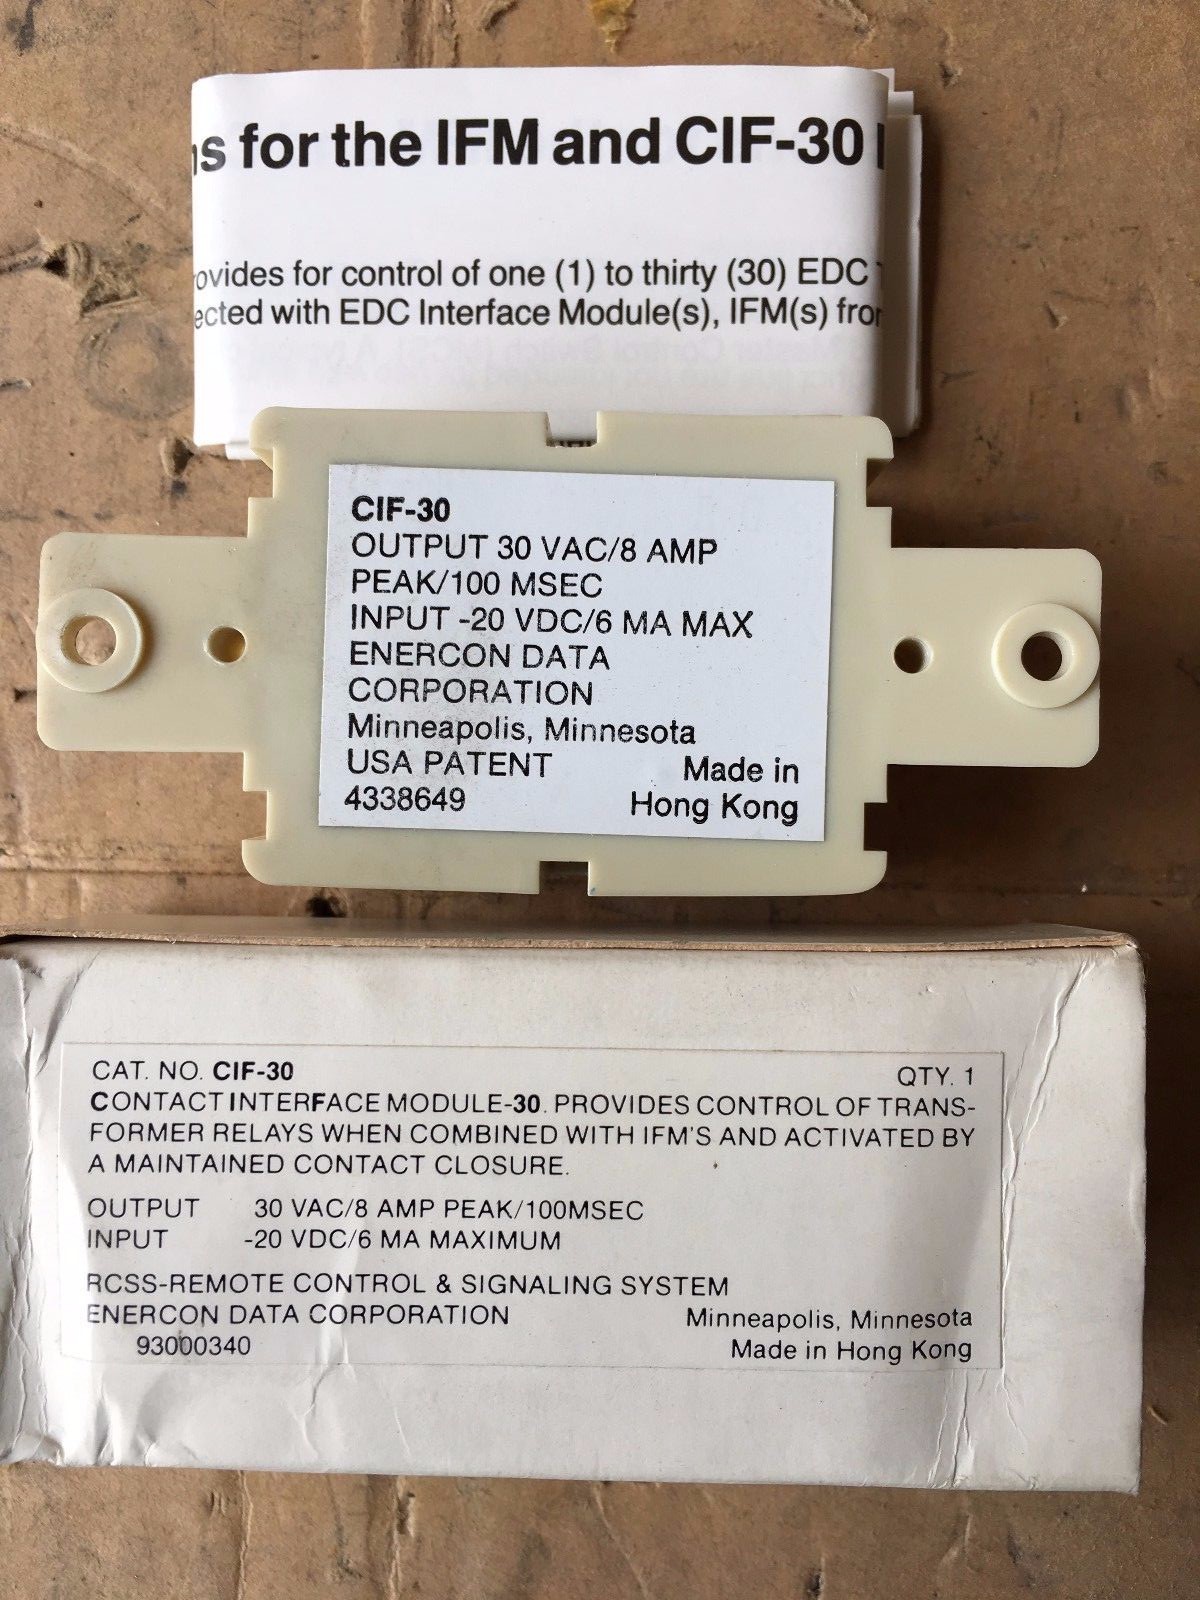 for the IFM and CIF-30
for control of one (1) to thirty (30) EDC
with EDC Interface Module(s), IFM(s)
CIF-30
OUTPUT 30 VAC/8 AMP
PEAK/100 MSEC
INPUT -20 VDC/6 MA MAX
ENERCON DATA
CORPORATION
Minneapolis, Minnesota
USA PATENT Made in
4338649 Hong Kong
CAT. NO. CIF-30 QTY. 1
CONTACT INTERFACE MODULE-30. PROVIDES CONTROL OF TRANS-
FORMER RELAYS WHEN COMBINED WITH IFM'S AND ACTIVATED BY
A MAINTAINED CONTACT CLOSURE.
OUTPUT 30 VAC/8 AMP PEAK/100MSEC
INPUT -20 VDC/6 MA MAXIMUM
RCSS-REMOTE CONTROL & SIGNALING SYSTEM
ENERCON DATA CORPORATION Minneapolis, Minnesota
93000340 Made in Hong Kong